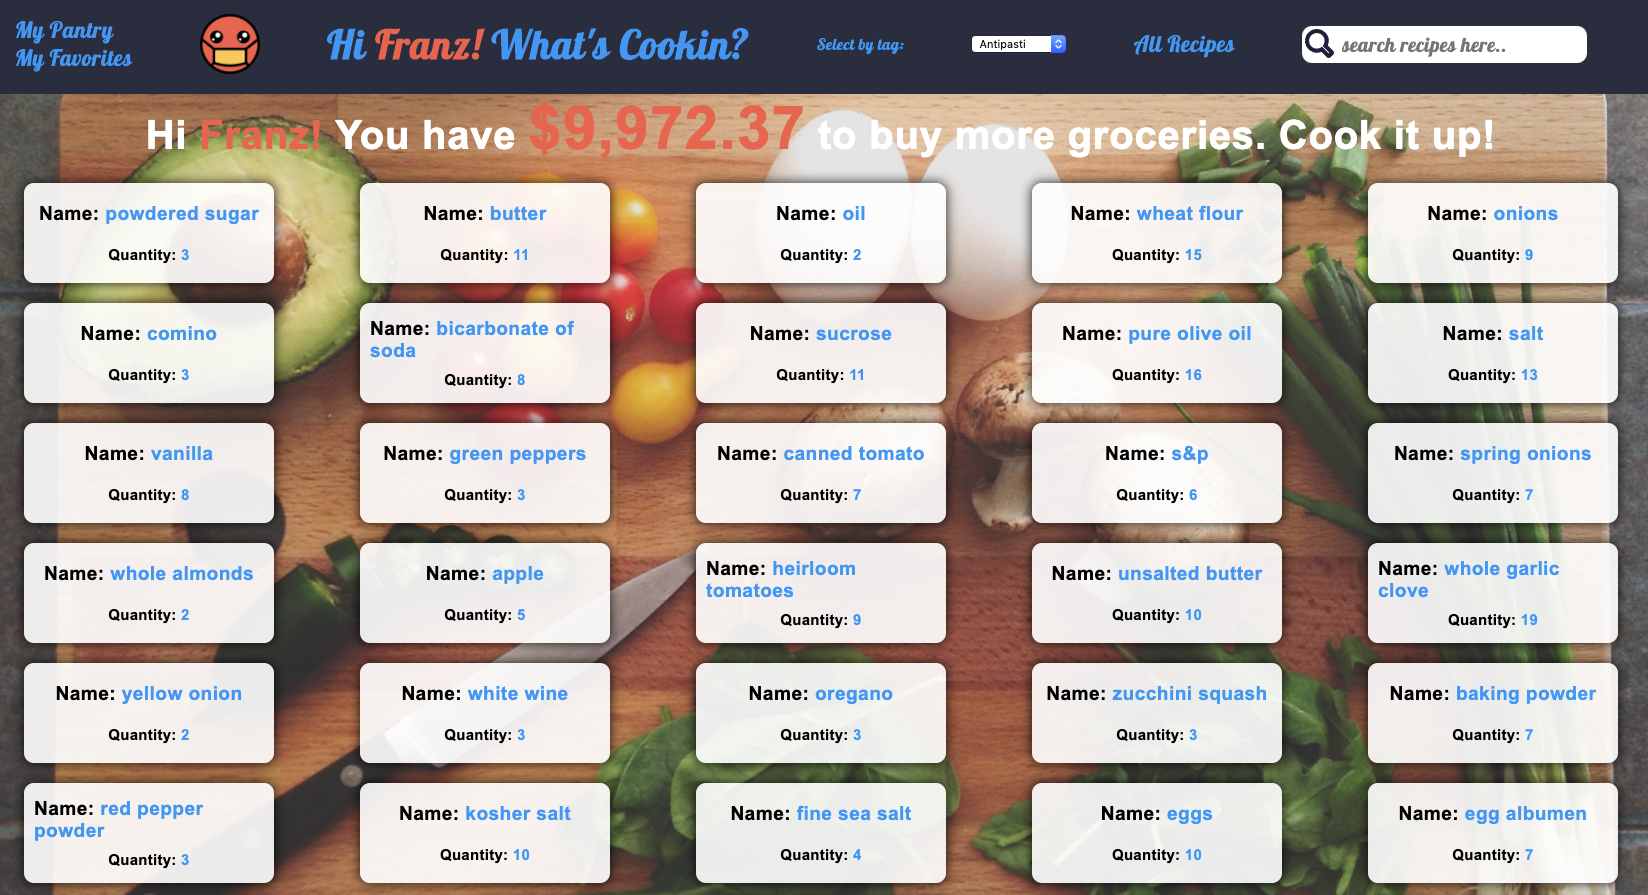 My Pantry
My Favorites
Hi Franz! What's Cookin?
Select by tag:
Antipasti
All Recipes
search recipes here..
Hi Franz! You have $9,972.37 to buy more groceries. Cook it up!
Name: powdered sugar
Quantity: 3
Name: butter
Quantity: 11
Name: oil
Quantity: 2
Name: wheat flour
Quantity: 15
Name: onions
Quantity: 9
Name: comino
Quantity: 3
Name: bicarbonate of
soda
Quantity: 8
Name: sucrose
Quantity: 11
Name: pure olive oil
Quantity: 16
Name: salt
Quantity: 13
Name: vanilla
Quantity: 8
Name: green peppers
Quantity: 3
Name: canned tomato
Quantity: 7
Name: s&p
Quantity: 6
Name: spring onions
Quantity: 7
Name: whole almonds
Quantity: 2
Name: apple
Quantity: 5
Name: heirloom
tomatoes
Quantity: 9
Name: unsalted butter
Quantity: 10
Name: whole garlic
clove
Quantity: 19
Name: yellow onion
Quantity: 2
Name: white wine
Quantity: 3
Name: oregano
Quantity: 3
Name: zucchini squash
Quantity: 3
Name: baking powder
Quantity: 7
Name: red pepper
powder
Quantity: 3
Name: kosher salt
Quantity: 10
Name: fine sea salt
Quantity: 4
Name: eggs
Quantity: 10
Name: egg albumen
Quantity: 7